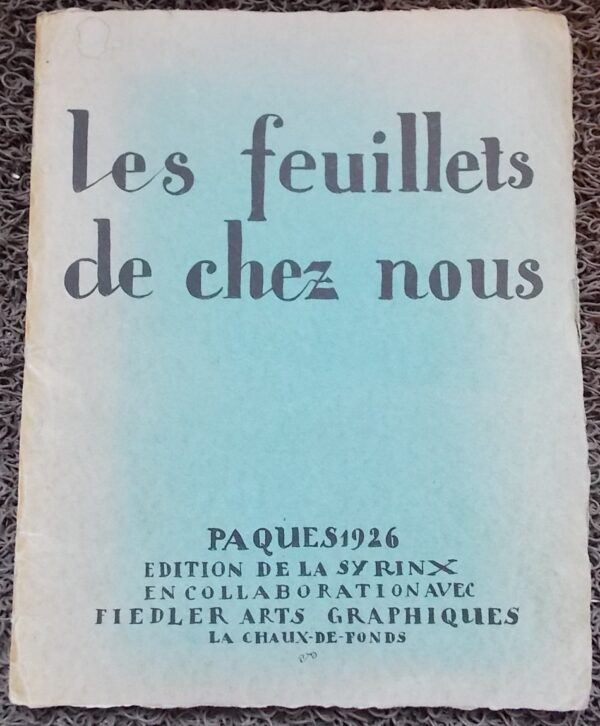 les feuillets
de chez nous
PAQUES 1926
EDITION DE LA SYRINX
EN COLLABORATION AVEC
FIEDLER ARTS GRAPHIQUES
LA CHAUX-DE-FONDS